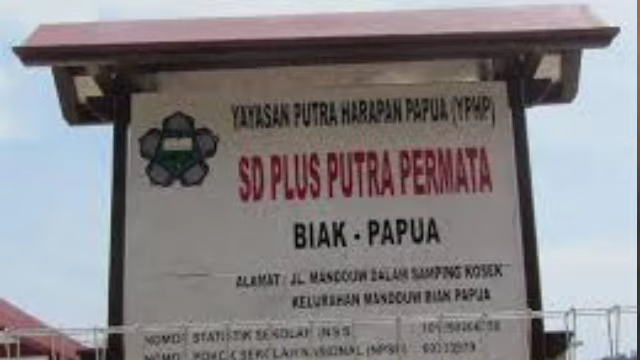 YAYASAN PUTRA HARAPAN PAPUA (YPHP)
SD PLUS PUTRA PERMATA
BIAK - PAPUA
ALAMAT : JL. MANDOUW DALAM SAMPING KOSEK
KELURAHAN MANDOUW BIAK PAPUA
NOMOR STATISTIK SEKOLAH (NSS)
NOMOR POKOK SEKOLAH NASIONAL (NPSN)